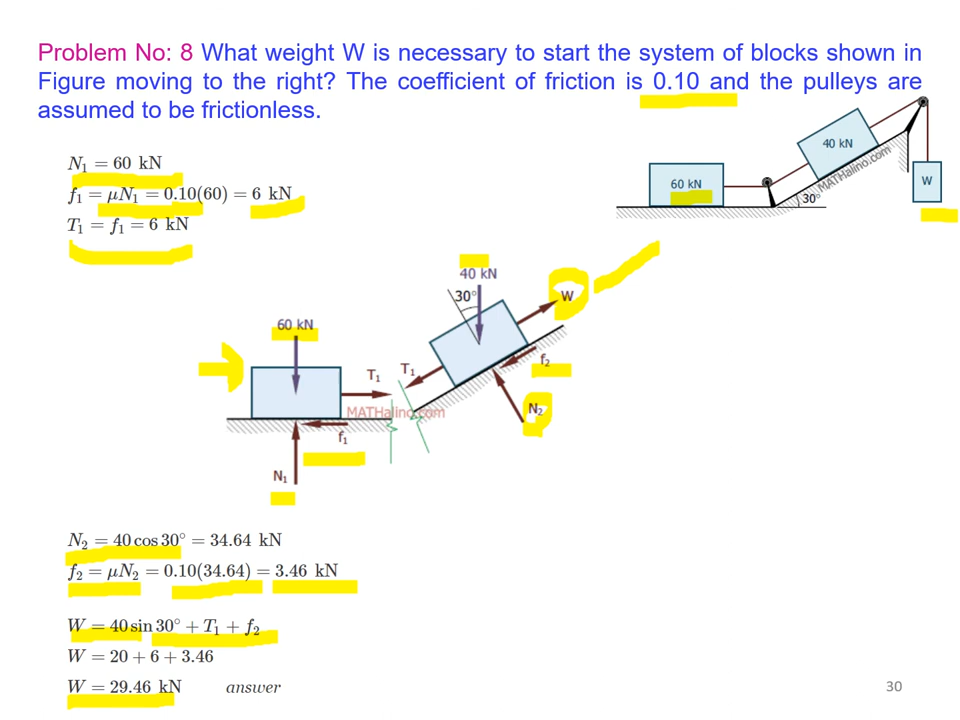 Problem No: 8 What weight W is necessary to start the system of blocks shown in
Figure moving to the right? The coefficient of friction is 0.10 and the pulleys are
assumed to be frictionless.
N₁ = 60 kN
f₁ = μN₁ = 0.10(60) = 6 kN
T₁ = f₁ = 6 kN
40 kN
60 kN
W
30°
MATHalino.com
40 kN
30°
W
60 kN
T₁
T₁
f₂
MATHalino.com
N₂
f₁
N₁
N₂ = 40 cos 30° = 34.64 kN
f₂ = μN₂ = 0.10(34.64) = 3.46 kN
W = 40 sin 30° + T₁ + f₂
W = 20 + 6 + 3.46
W = 29.46 kN answer
30